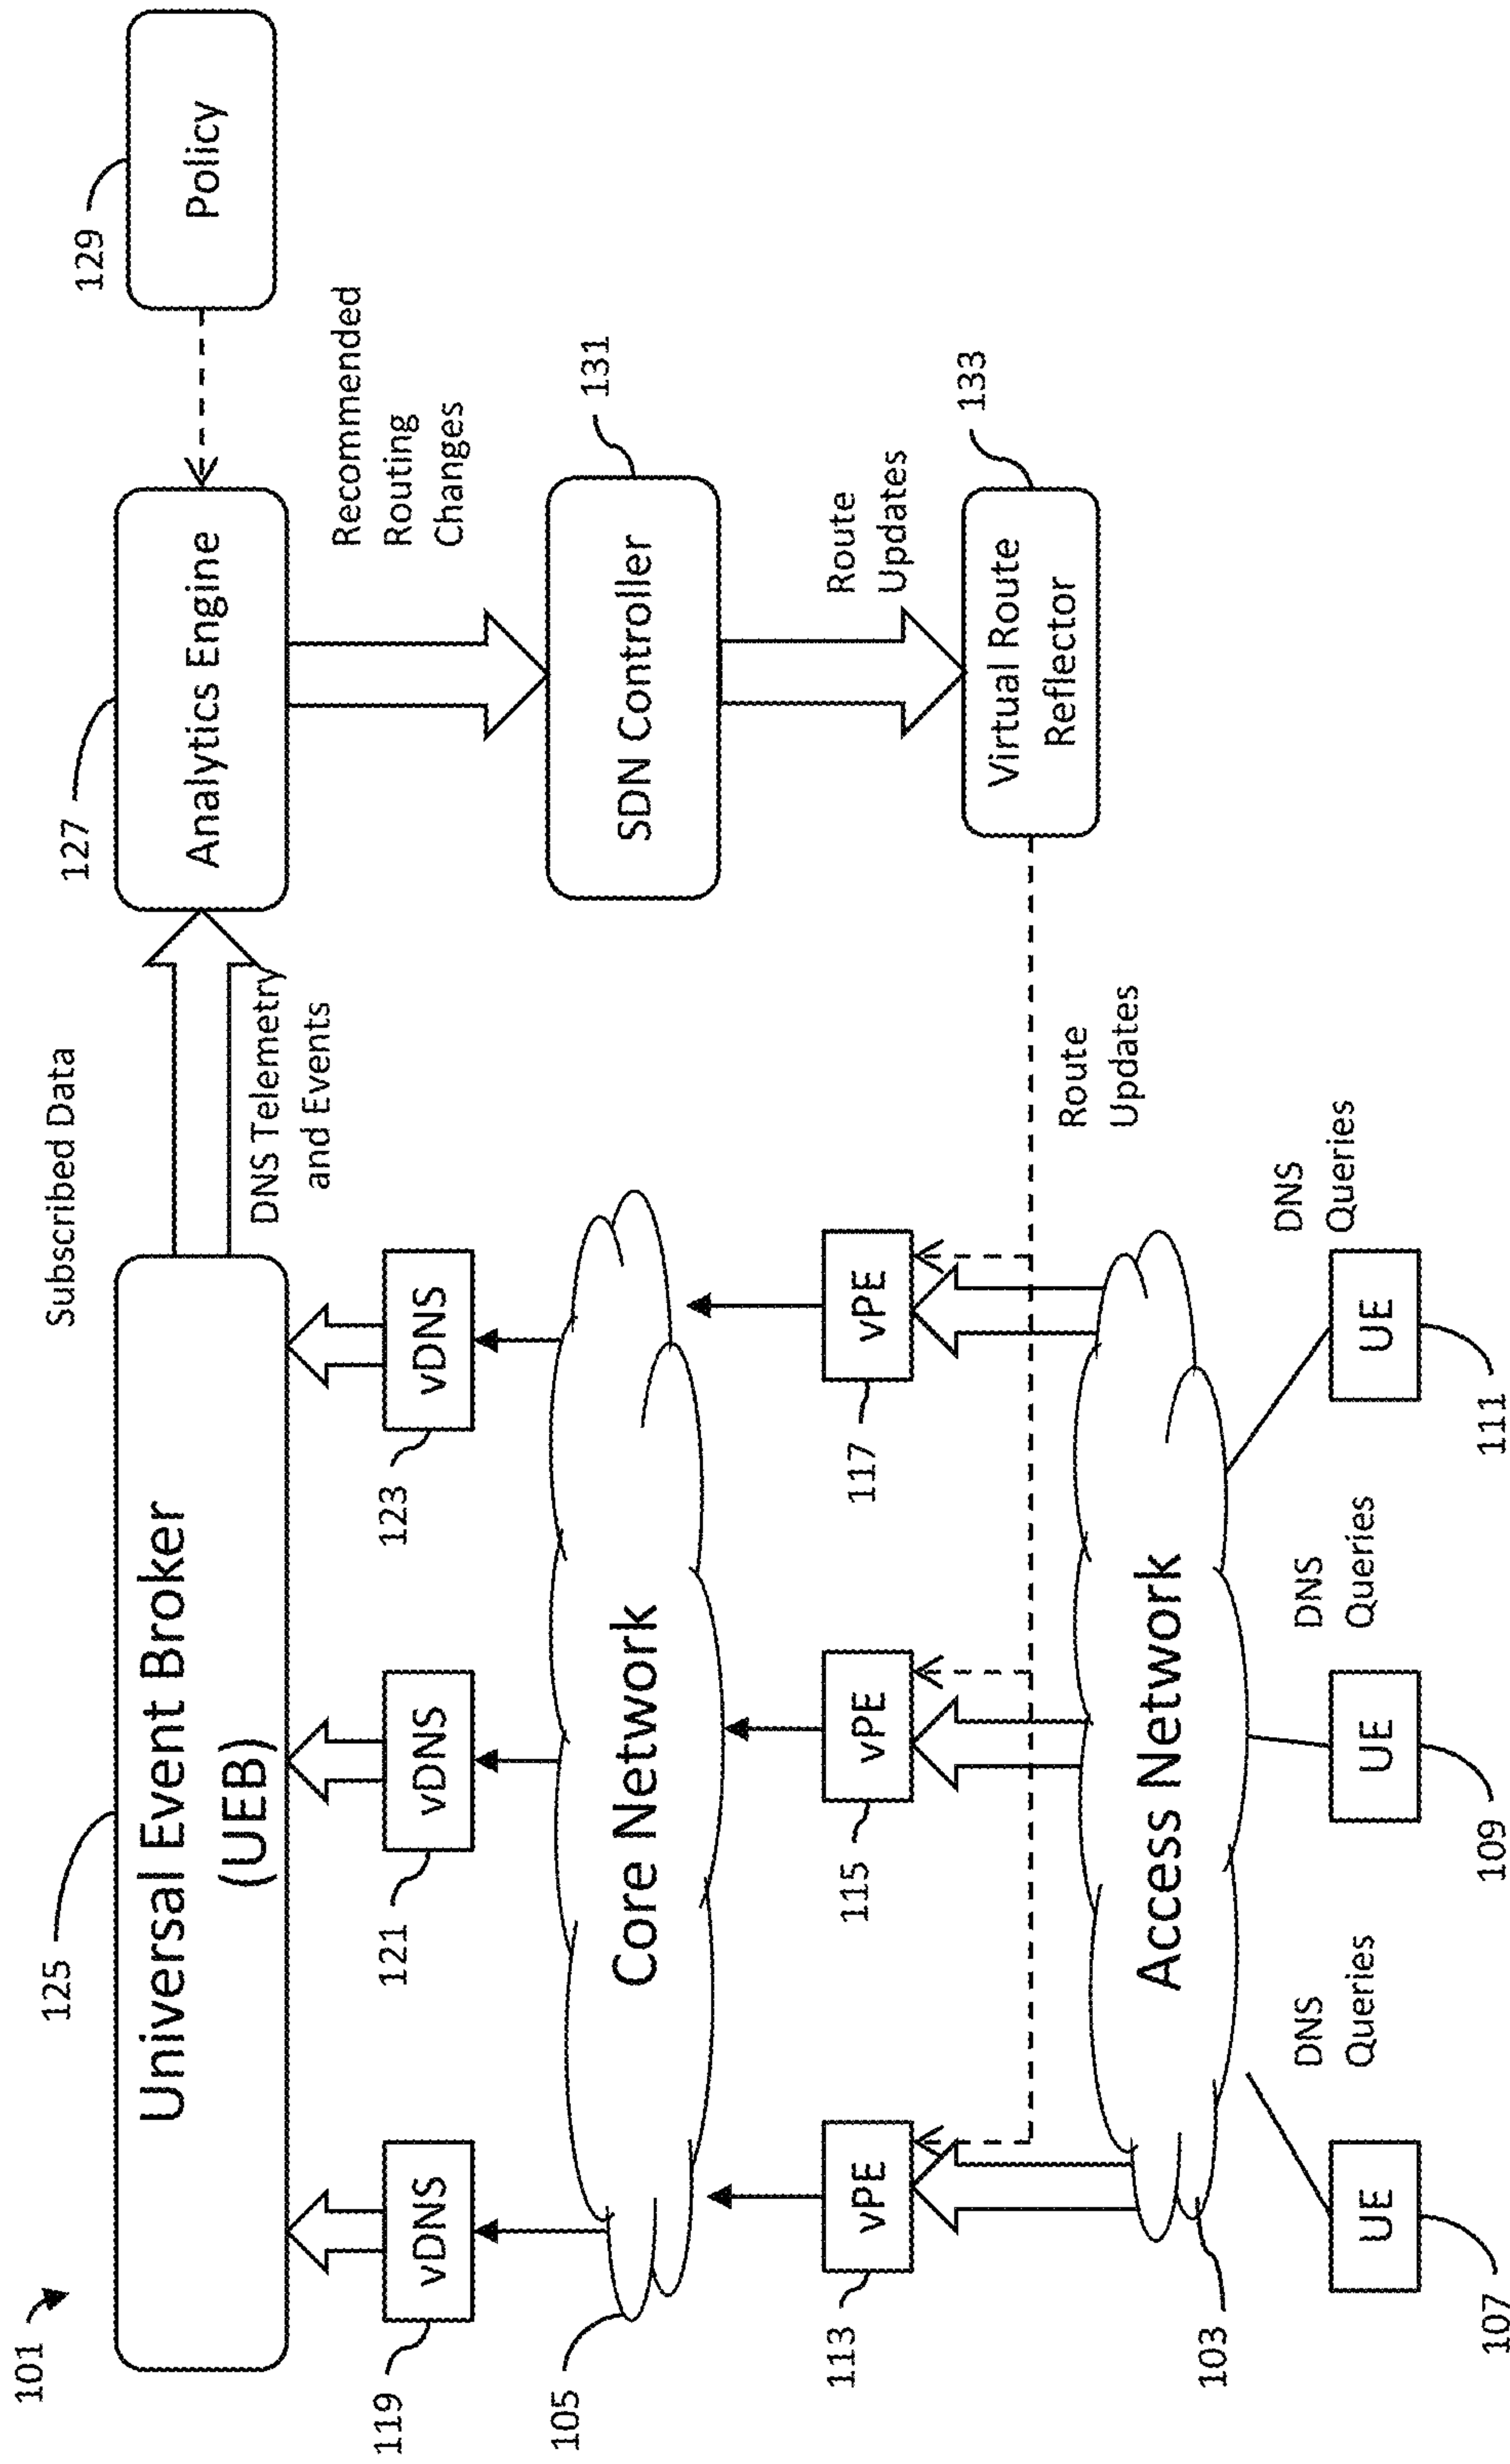 101
125
Universal Event Broker
(UEB)
Subscribed Data
DNS Telemetry
and Events
127
Analytics Engine
129
Policy
Recommended
Routing
Changes
119
vDNS
121
vDNS
123
vDNS
131
SDN Controller
105
Core Network
Route
Updates
113
vPE
115
vPE
117
vPE
133
Virtual Route
Reflector
Route
Updates
103
Access Network
DNS
Queries
DNS
Queries
DNS
Queries
107
UE
109
UE
111
UE